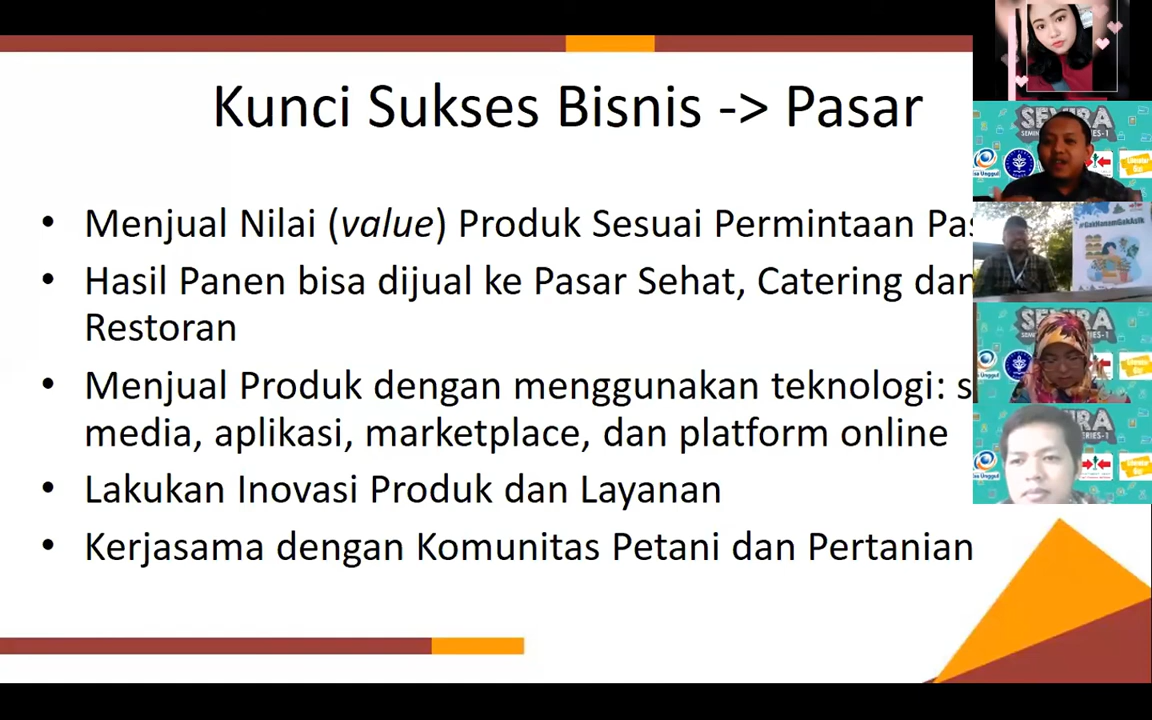 Kunci Sukses Bisnis -> Pasar
• Menjual Nilai (value) Produk Sesuai Permintaan
• Hasil Panen bisa dijual ke Pasar Sehat, Catering dan
Restoran
• Menjual Produk dengan menggunakan teknologi:
media, aplikasi, marketplace, dan platform online
• Lakukan Inovasi Produk dan Layanan
• Kerjasama dengan Komunitas Petani dan Pertanian
#GakHanamGakAsik